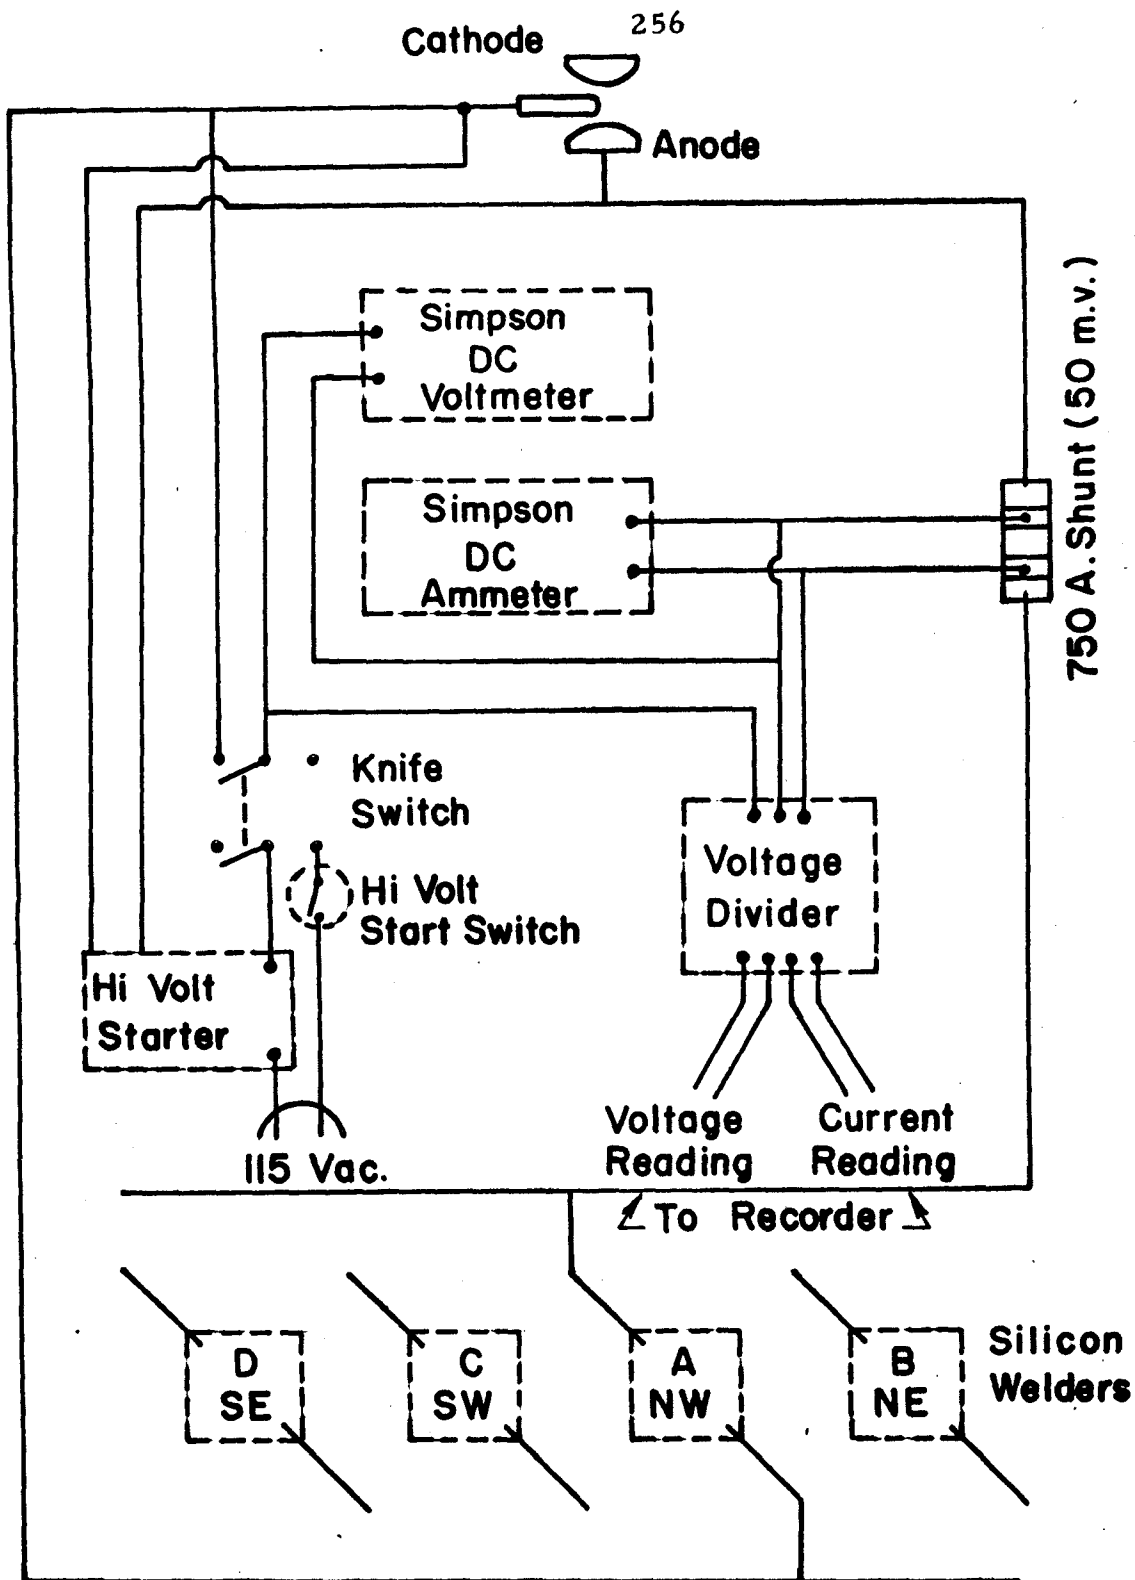 256
Cathode
Anode
Simpson
DC
Voltmeter
750 A. Shunt (50 m.v.)
Simpson
DC
Ammeter
Knife
Switch
Hi Volt
Start Switch
Voltage
Divider
Hi Volt
Starter
115 Vac.
Voltage
Reading
Current
Reading
To Recorder
D
SE
C
SW
A
NW
B
NE
Silicon
Welders